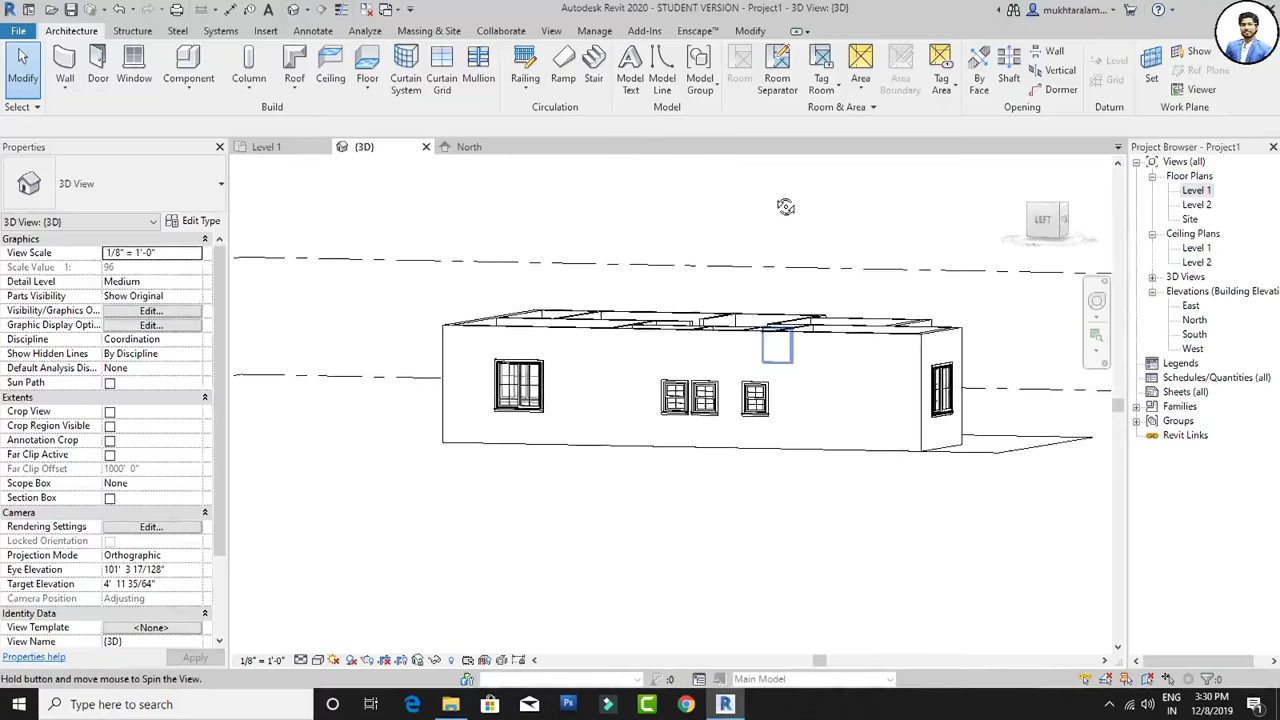 Autodesk Revit 2020 - STUDENT VERSION - Project1 - 3D View: {3D}
mukhtaralam...
File Architecture Structure Steel Systems Insert Annotate Analyze Massing & Site Collaborate View Manage Add-Ins Enscape™ Modify
Modify Wall Door Window Component Column Roof Ceiling Floor Curtain System Curtain Grid Mullion Railing Ramp Stair Model Text Model Line Model Group Room Room Separator Tag Room Area Area Boundary Tag Area By Face Shaft Wall Vertical Dormer Level Grid Set Show Ref Plane Viewer
Select Build Circulation Model Room & Area Opening Datum Work Plane
Properties
Level 1 {3D} North
Project Browser - Project1
3D View
3D View: {3D} Edit Type
Graphics
View Scale 1/8" = 1'-0"
Scale Value 1: 96
Detail Level Medium
Parts Visibility Show Original
Visibility/Graphics O... Edit...
Graphic Display Opti... Edit...
Discipline Coordination
Show Hidden Lines By Discipline
Default Analysis Dis... None
Sun Path
Extents
Crop View
Crop Region Visible
Annotation Crop
Far Clip Active
Far Clip Offset 1000' 0"
Scope Box None
Section Box
Camera
Rendering Settings Edit...
Locked Orientation
Projection Mode Orthographic
Eye Elevation 101' 3 17/128"
Target Elevation 4' 11 35/64"
Camera Position Adjusting
Identity Data
View Template <None>
View Name {3D}
Properties help Apply
LEFT
Views (all)
Floor Plans
Level 1
Level 2
Site
Ceiling Plans
Level 1
Level 2
3D Views
Elevations (Building Elevatio
East
North
South
West
Legends
Schedules/Quantities (all)
Sheets (all)
Families
Groups
Revit Links
1/8" = 1'-0"
Hold button and move mouse to Spin the View.
:0 Main Model :0
Type here to search
ENG
IN
3:30 PM
12/8/2019